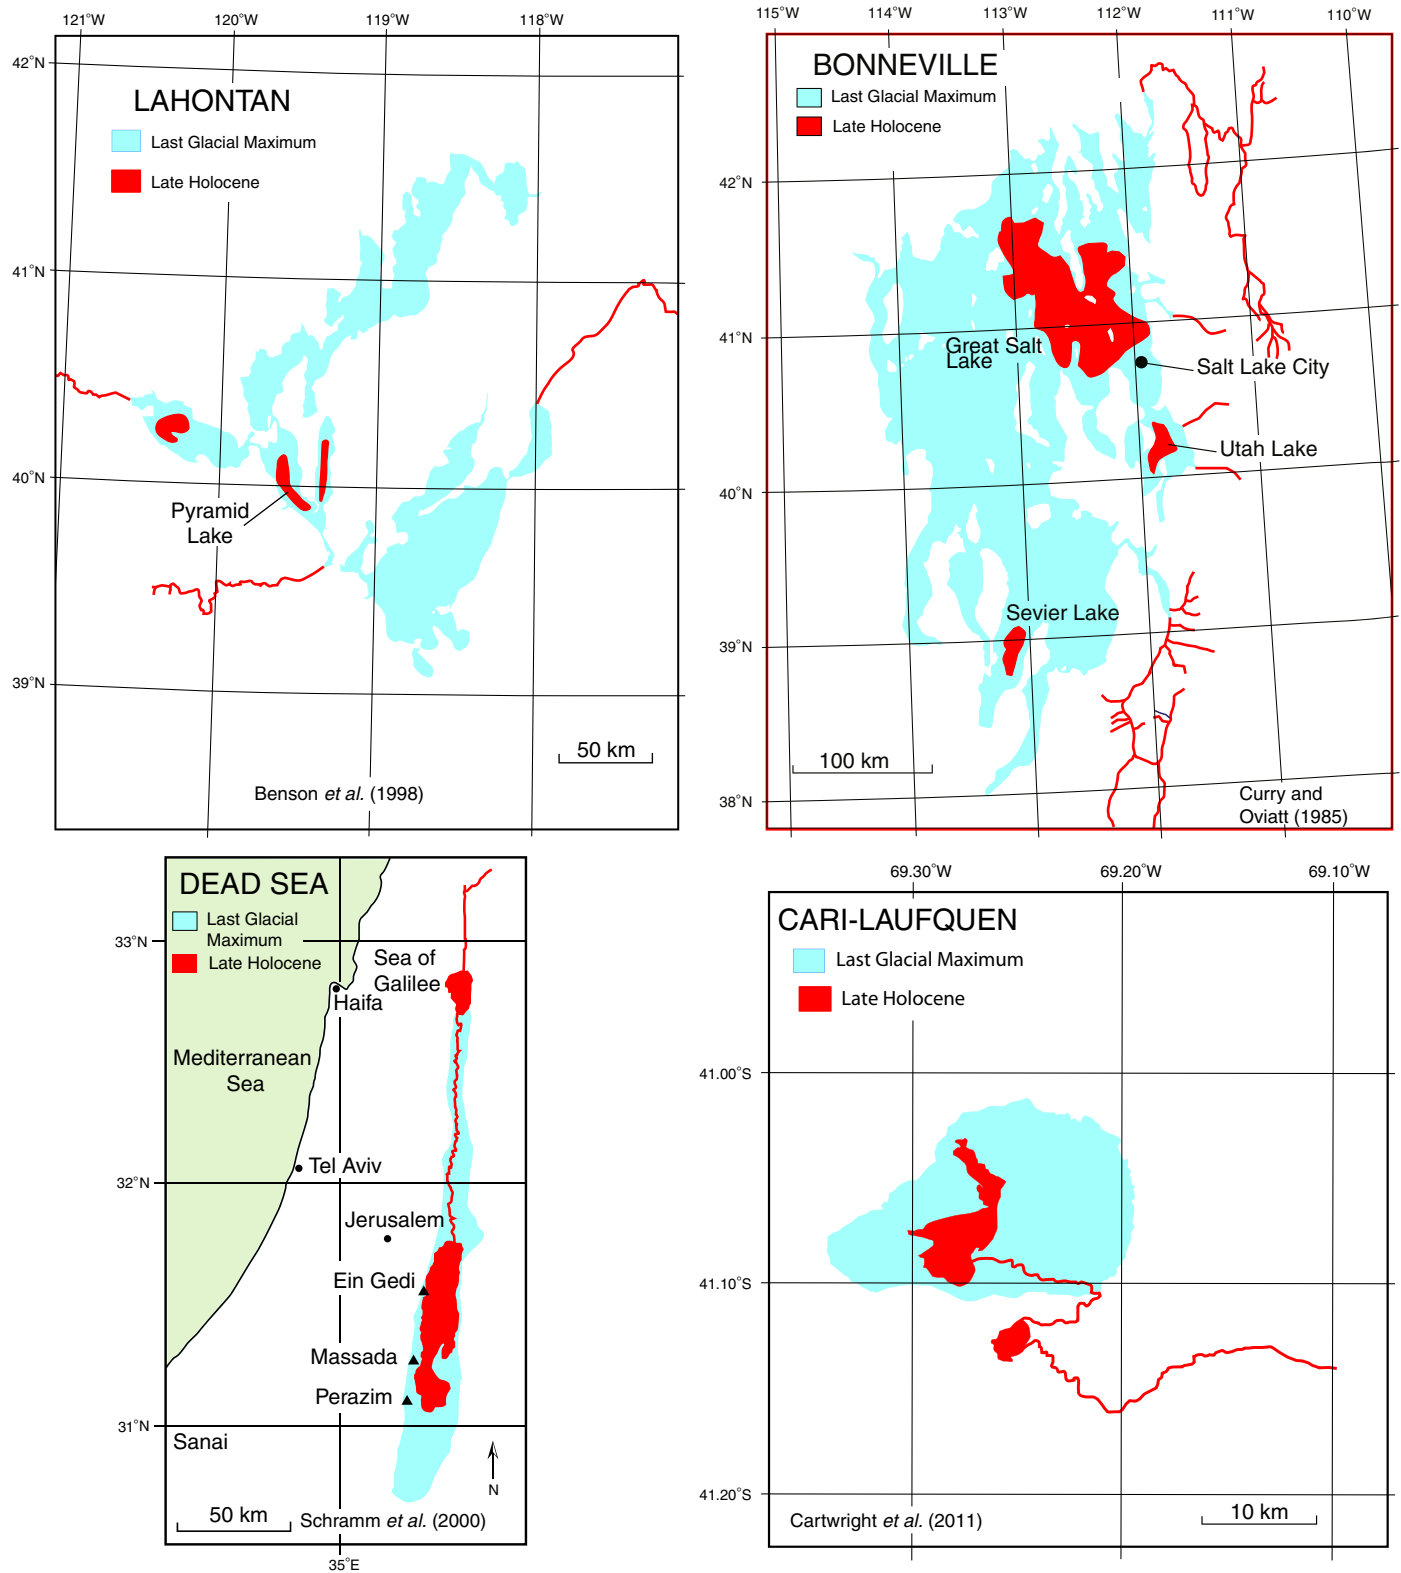 121°W 120°W 119°W 118°W
42°N
41°N
40°N
39°N
LAHONTAN
Last Glacial Maximum
Late Holocene
Pyramid
Lake
50 km
Benson et al. (1998)
115°W 114°W 113°W 112°W 111°W 110°W
42°N
41°N
40°N
39°N
38°N
BONNEVILLE
Last Glacial Maximum
Late Holocene
Great Salt
Lake
Salt Lake City
Utah Lake
Sevier Lake
100 km
Curry and
Oviatt (1985)
DEAD SEA
Last Glacial
Maximum
Late Holocene
33°N
32°N
31°N
Sea of
Galilee
Haifa
Mediterranean
Sea
Tel Aviv
Jerusalem
Ein Gedi
Massada
Perazim
Sanai
N
50 km
Schramm et al. (2000)
35°E
69.30°W 69.20°W 69.10°W
CARI-LAUFQUEN
Last Glacial Maximum
Late Holocene
41.00°S
41.10°S
41.20°S
10 km
Cartwright et al. (2011)